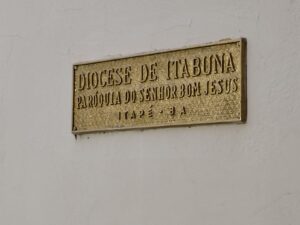 DIOCESE DE ITABUNA
PARÓQUIA DO SENHOR BOM JESUS
ITAPÉ - BA